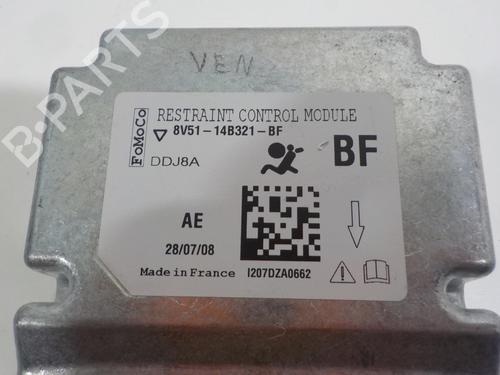 VEN
B-PARTS
FoMoCo
RESTRAINT CONTROL MODULE
8V51-14B321-BF
DDJ8A
BF
AE
28/07/08
Made in France
I207DZA0662